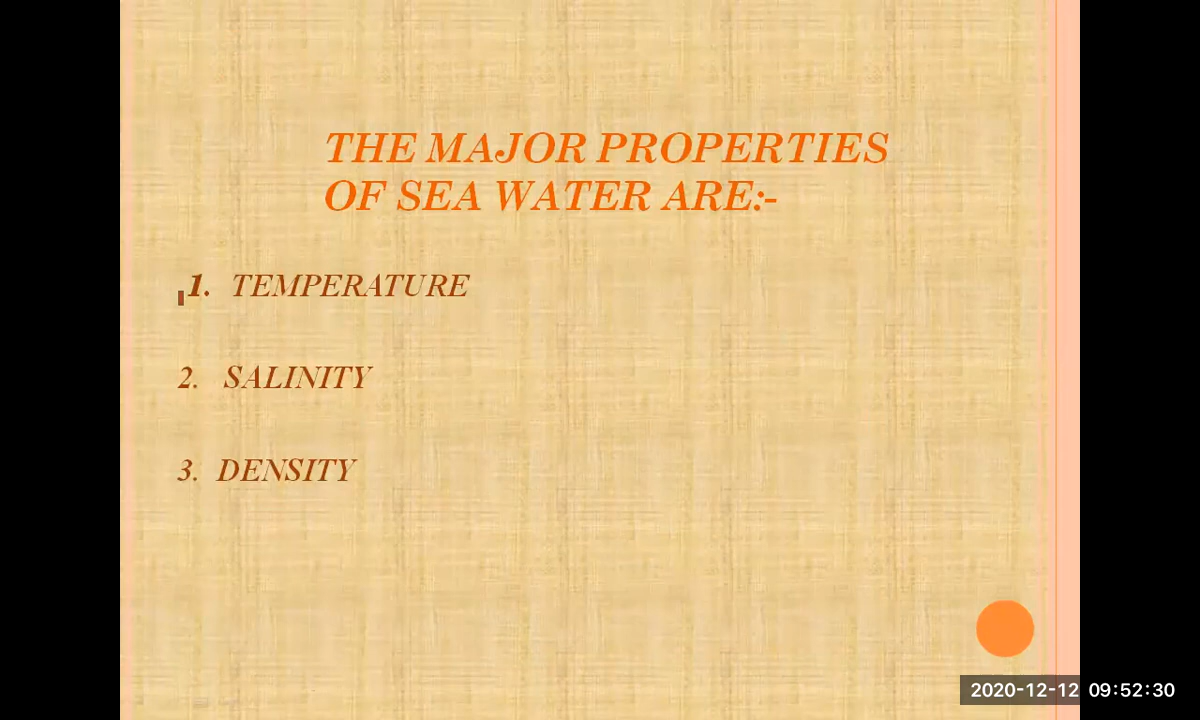 THE MAJOR PROPERTIES
OF SEA WATER ARE:-
1. TEMPERATURE
2. SALINITY
3. DENSITY
2020-12-12 09:52:30